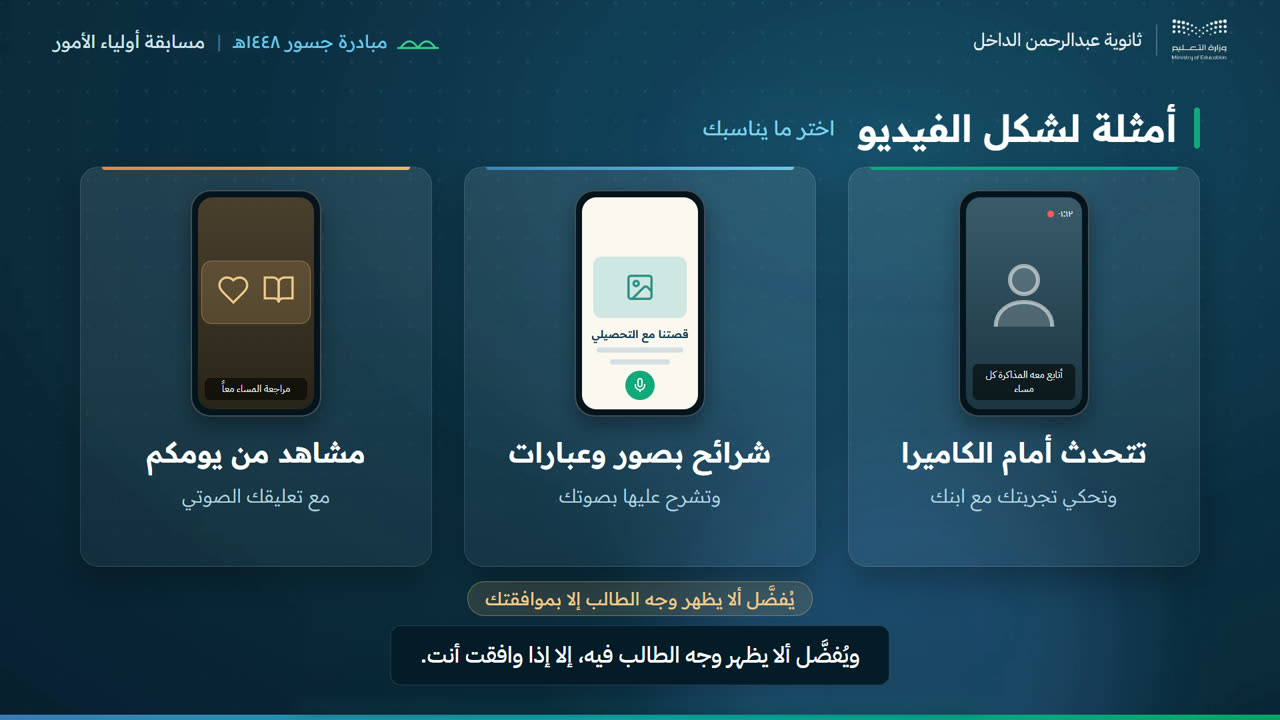 وزارة التعليم
Ministry of Education
ثانوية عبدالرحمن الداخل
مبادرة جسور ١٤٤٨هـ | مسابقة أولياء الأمور
أمثلة لشكل الفيديو
اختر ما يناسبك
٠١:١٢
أتابع معه المذاكرة كل
مساء
تتحدث أمام الكاميرا
وتحكي تجربتك مع ابنك
قصتنا مع التحصيلي
شرائح بصور وعبارات
وتشرح عليها بصوتك
مراجعة المساء معاً
مشاهد من يومكم
مع تعليقك الصوتي
يُفضَّل ألا يظهر وجه الطالب إلا بموافقتك
ويُفضَّل ألا يظهر وجه الطالب فيه، إلا إذا وافقت أنت.